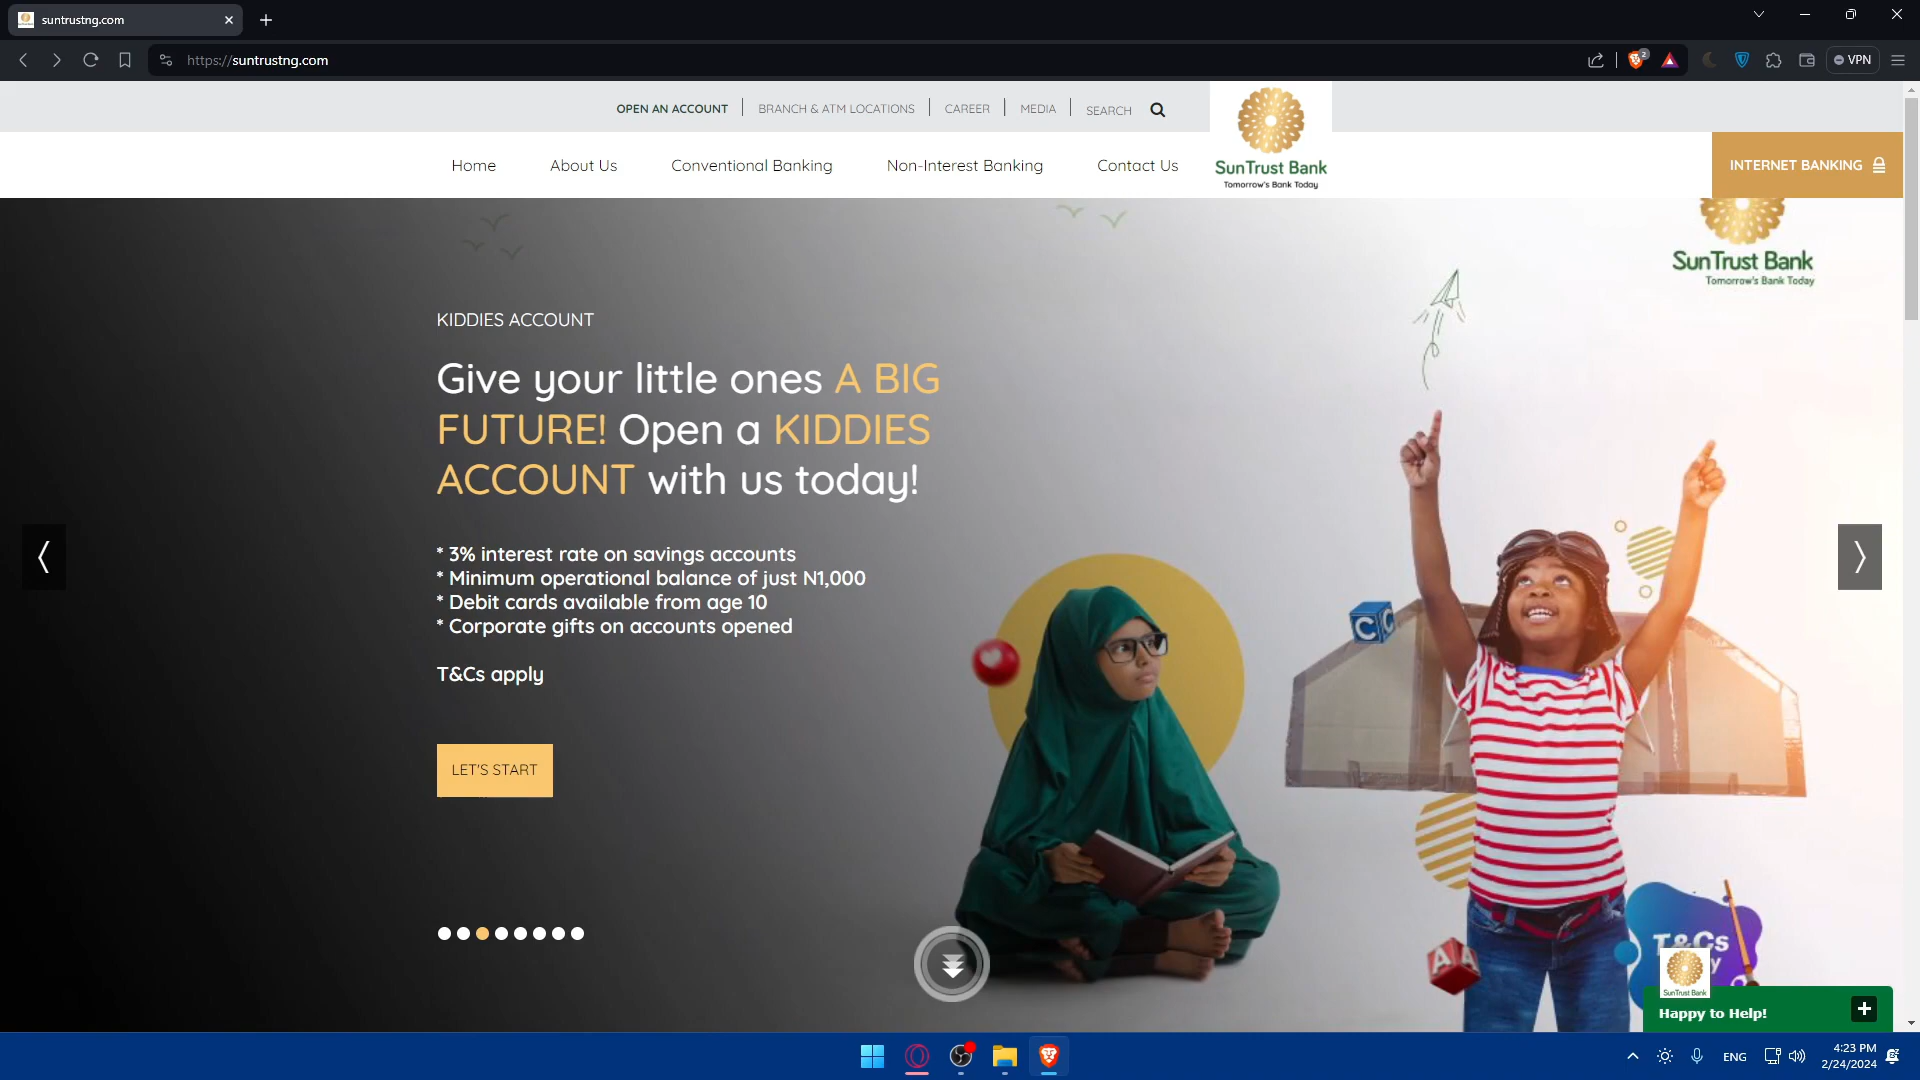 suntrustng.com
https://suntrustng.com
2
VPN
OPEN AN ACCOUNT
BRANCH & ATM LOCATIONS
CAREER
MEDIA
SEARCH
Home
About Us
Conventional Banking
Non-Interest Banking
Contact Us
SunTrust Bank
Tomorrow's Bank Today
INTERNET BANKING
SunTrust Bank
Tomorrow's Bank Today
KIDDIES ACCOUNT
Give your little ones A BIG
FUTURE! Open a KIDDIES
ACCOUNT with us today!
* 3% interest rate on savings accounts
* Minimum operational balance of just N1,000
* Debit cards available from age 10
* Corporate gifts on accounts opened
T&Cs apply
LET'S START
C
C
A
A
T&Cs
SunTrust Bank
Happy to Help!
ENG
4:23 PM
2/24/2024